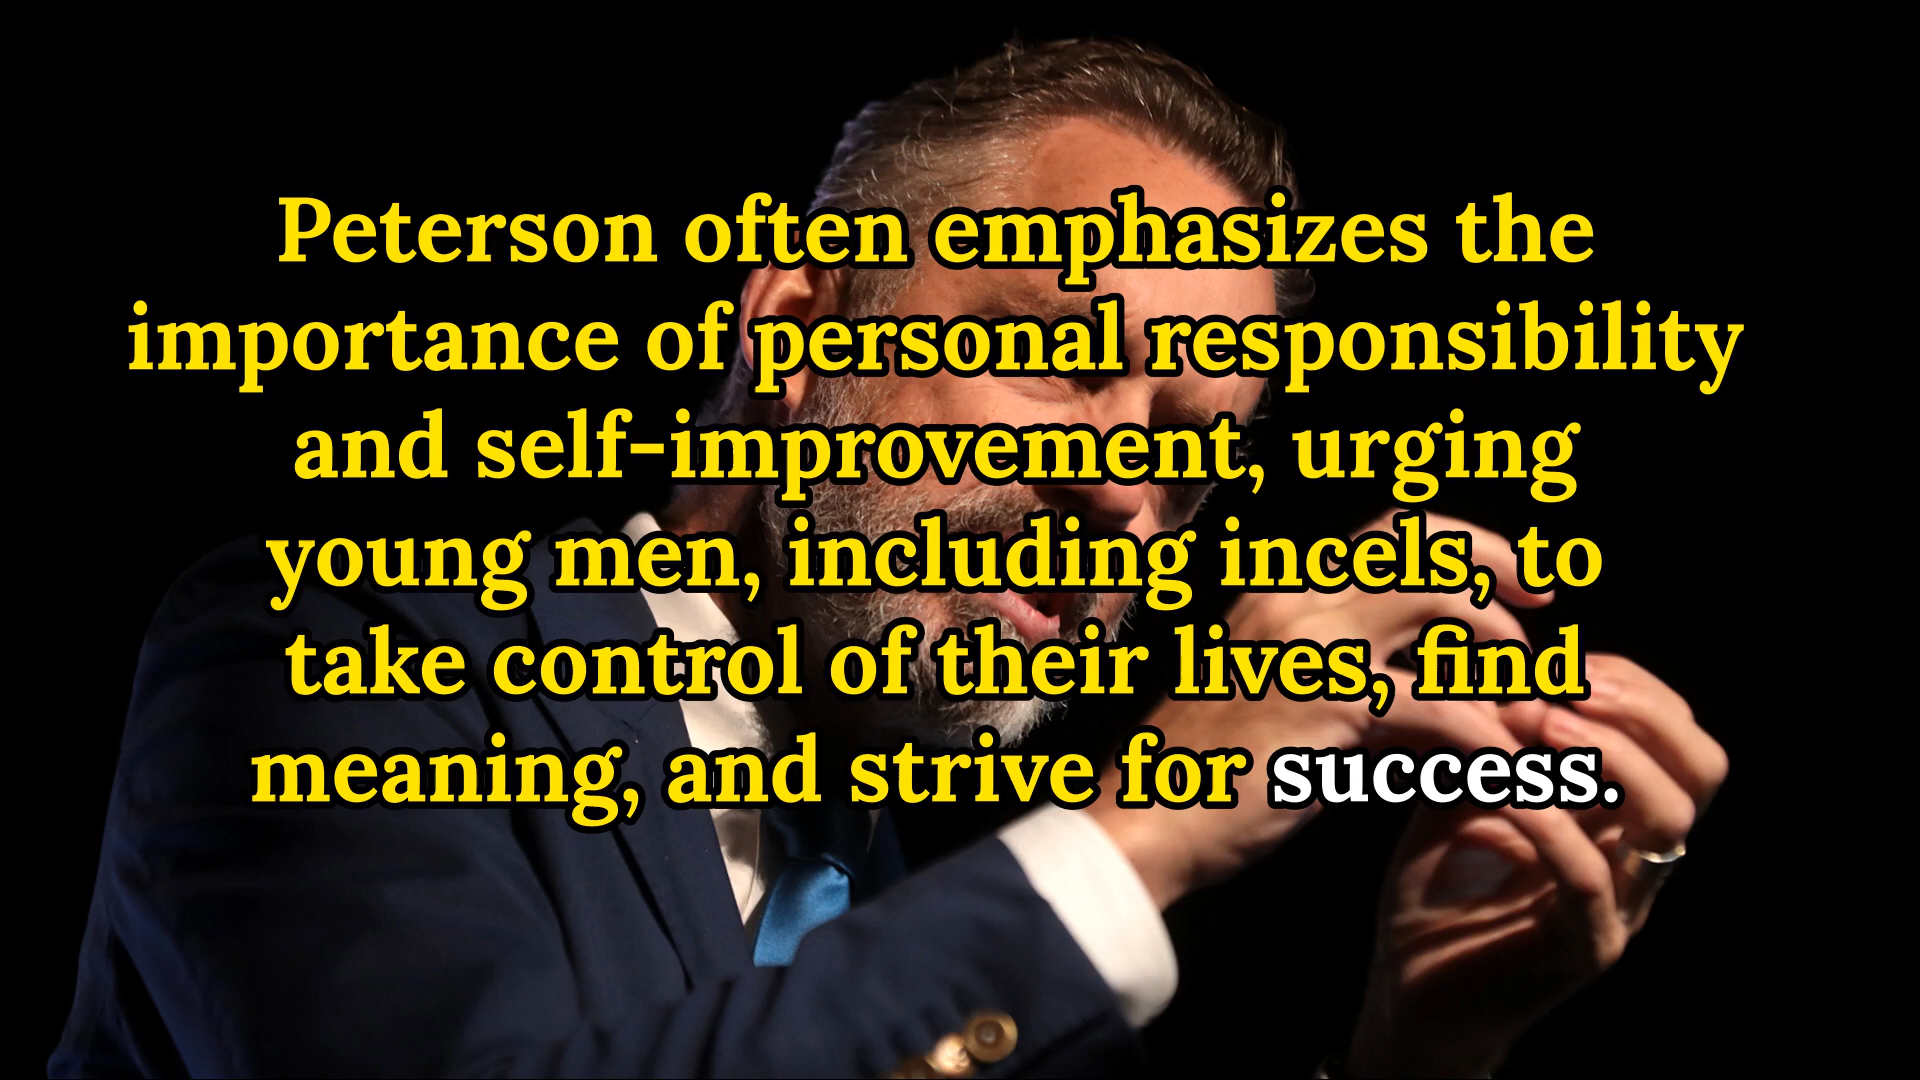 Peterson often emphasizes the
importance of personal responsibility
and self-improvement, urging
young men, including incels, to
take control of their lives, find
meaning, and strive for success.